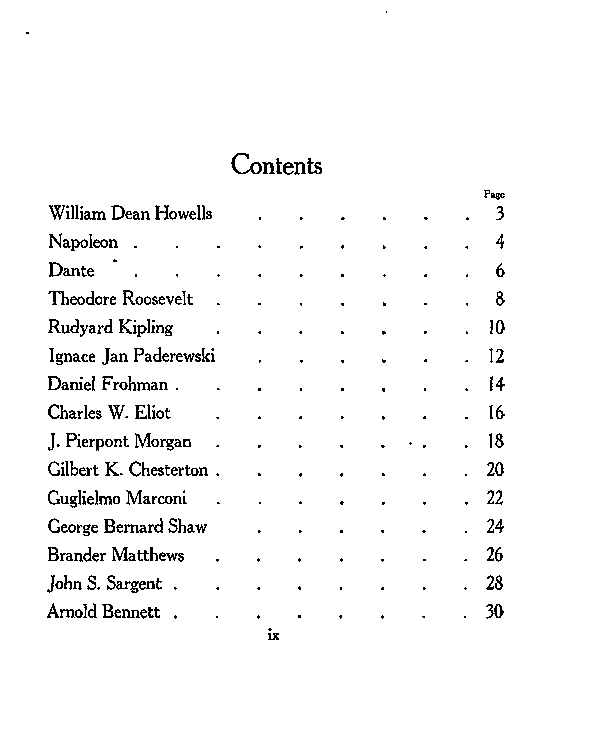 Contents
Page
William Dean Howells . . . . . . 3
Napoleon . . . . . . . . . 4
Dante . . . . . . . . . 6
Theodore Roosevelt . . . . . . . 8
Rudyard Kipling . . . . . . . 10
Ignace Jan Paderewski . . . . . . 12
Daniel Frohman . . . . . . . . 14
Charles W. Eliot . . . . . . . 16
J. Pierpont Morgan . . . . . . . 18
Gilbert K. Chesterton . . . . . . . 20
Guglielmo Marconi . . . . . . . 22
George Bernard Shaw . . . . . . 24
Brander Matthews . . . . . . . 26
John S. Sargent . . . . . . . . 28
Arnold Bennett . . . . . . . . 30
ix